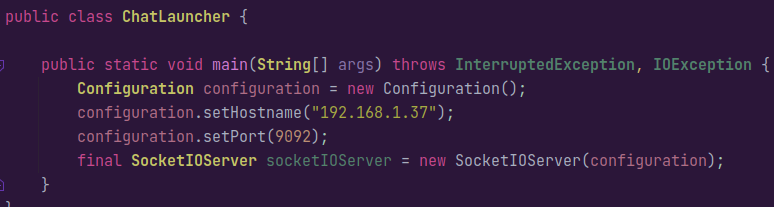 public class ChatLauncher {
public static void main(String[] args) throws InterruptedException, IOException {
Configuration configuration = new Configuration();
configuration.setHostname("192.168.1.37");
configuration.setPort(9092);
final SocketIOServer socketIOServer = new SocketIOServer(configuration);
}
}